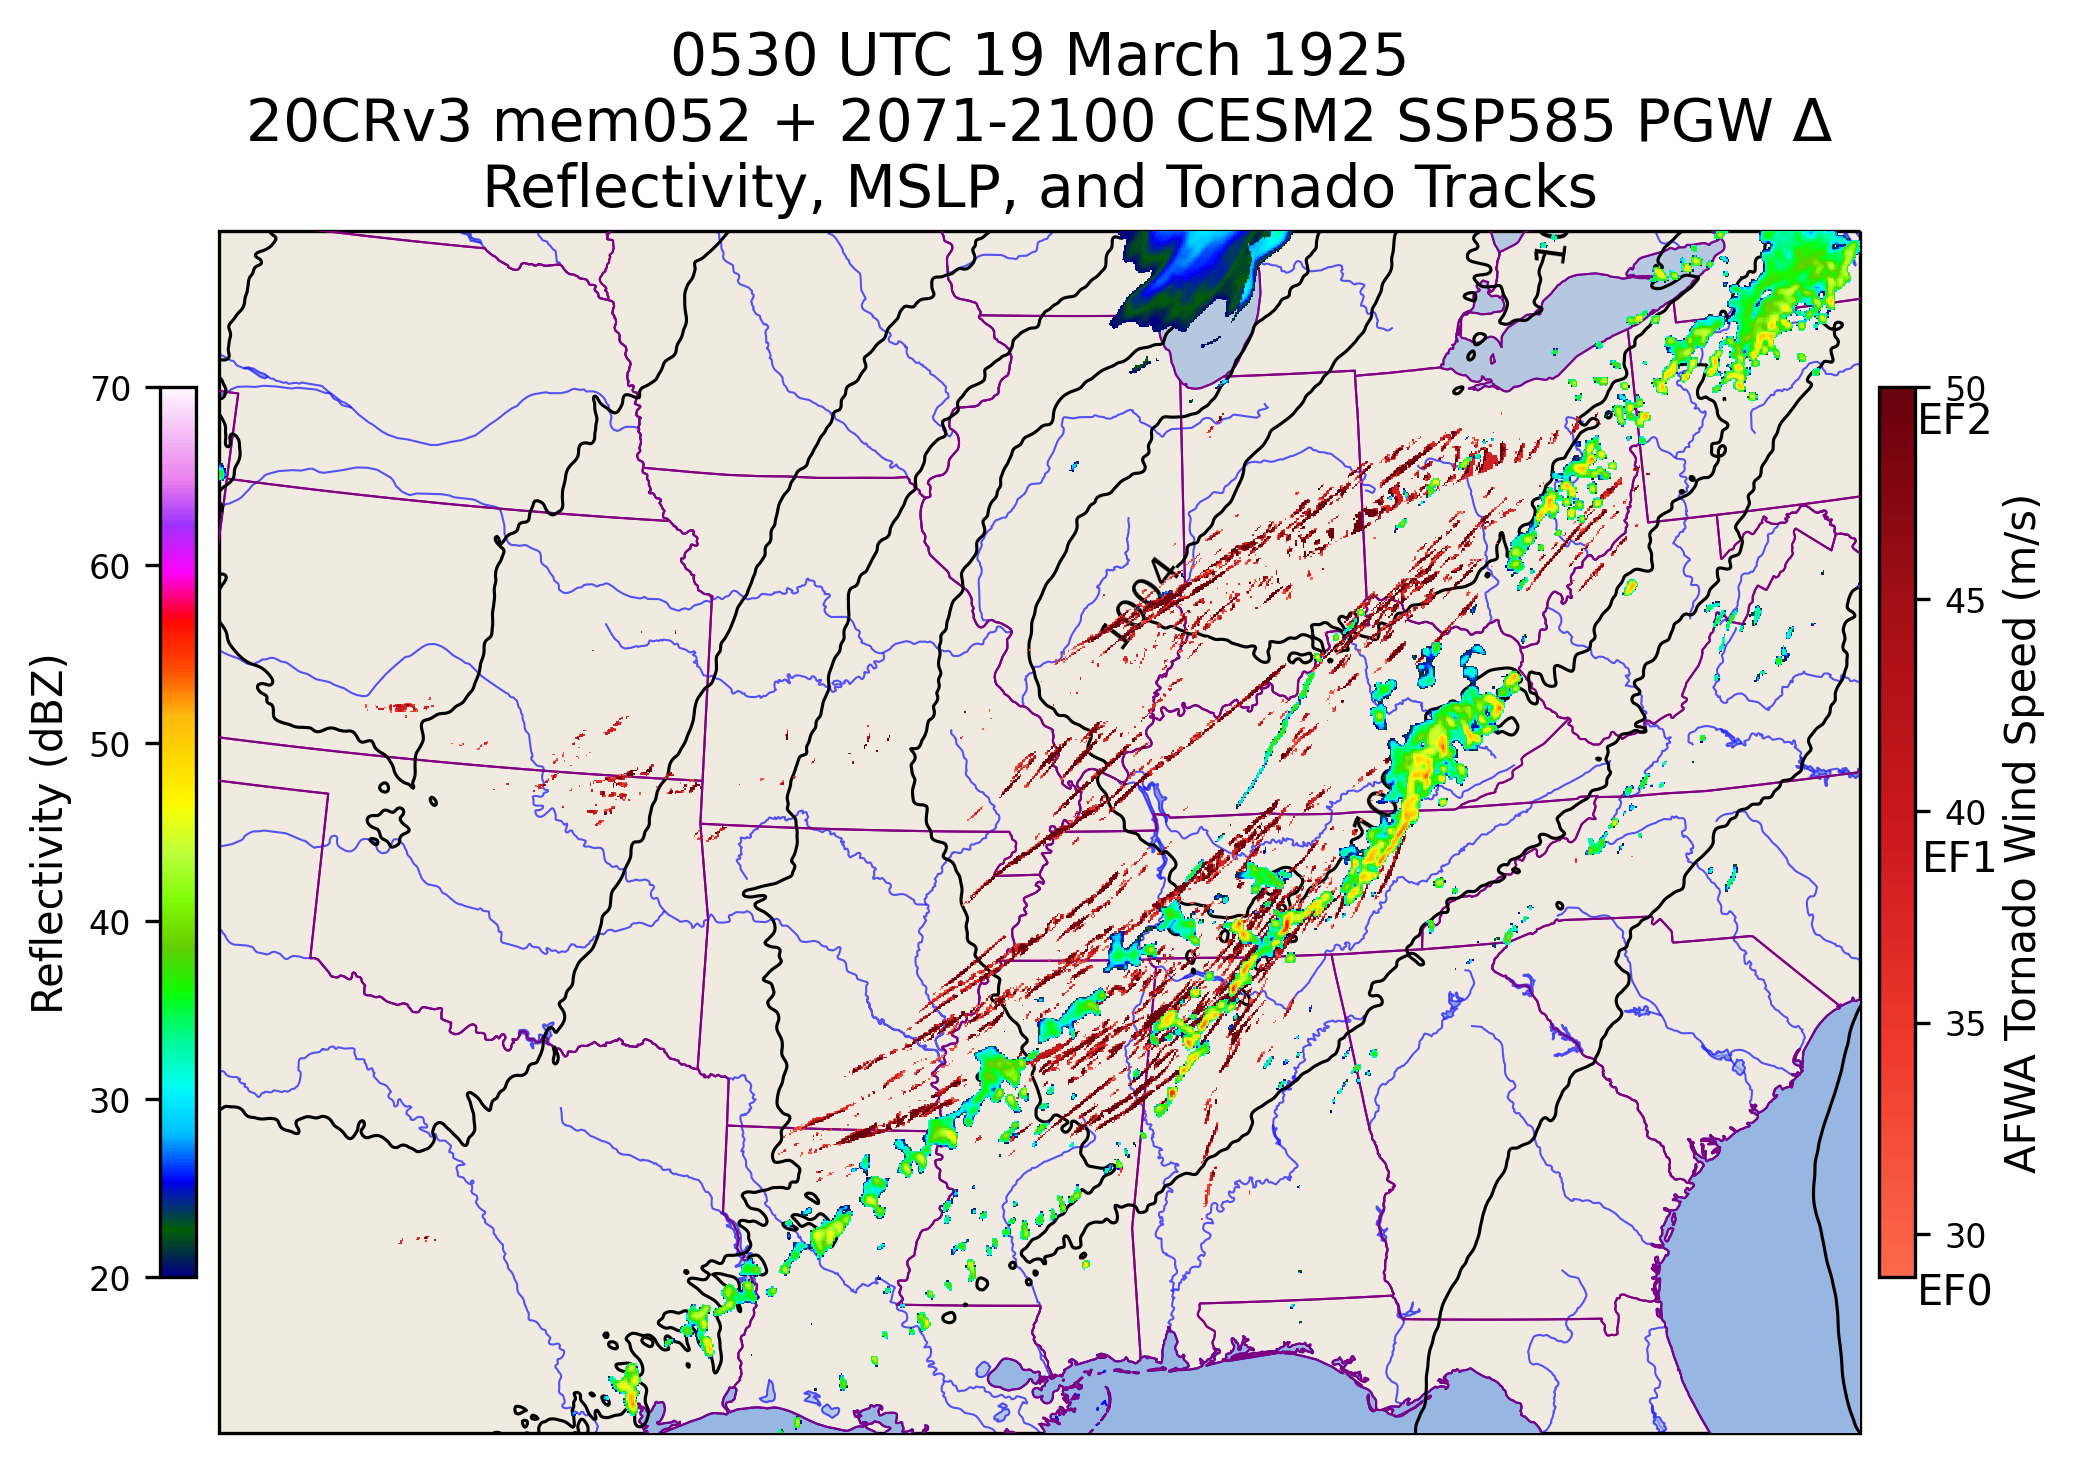 0530 UTC 19 March 1925
20CRv3 mem052 + 2071-2100 CESM2 SSP585 PGW Δ
Reflectivity, MSLP, and Tornado Tracks
Reflectivity (dBZ)
70
60
50
40
30
20
1004
50
EF2
45
40
EF1
35
30
EF0
AFWA Tornado Wind Speed (m/s)